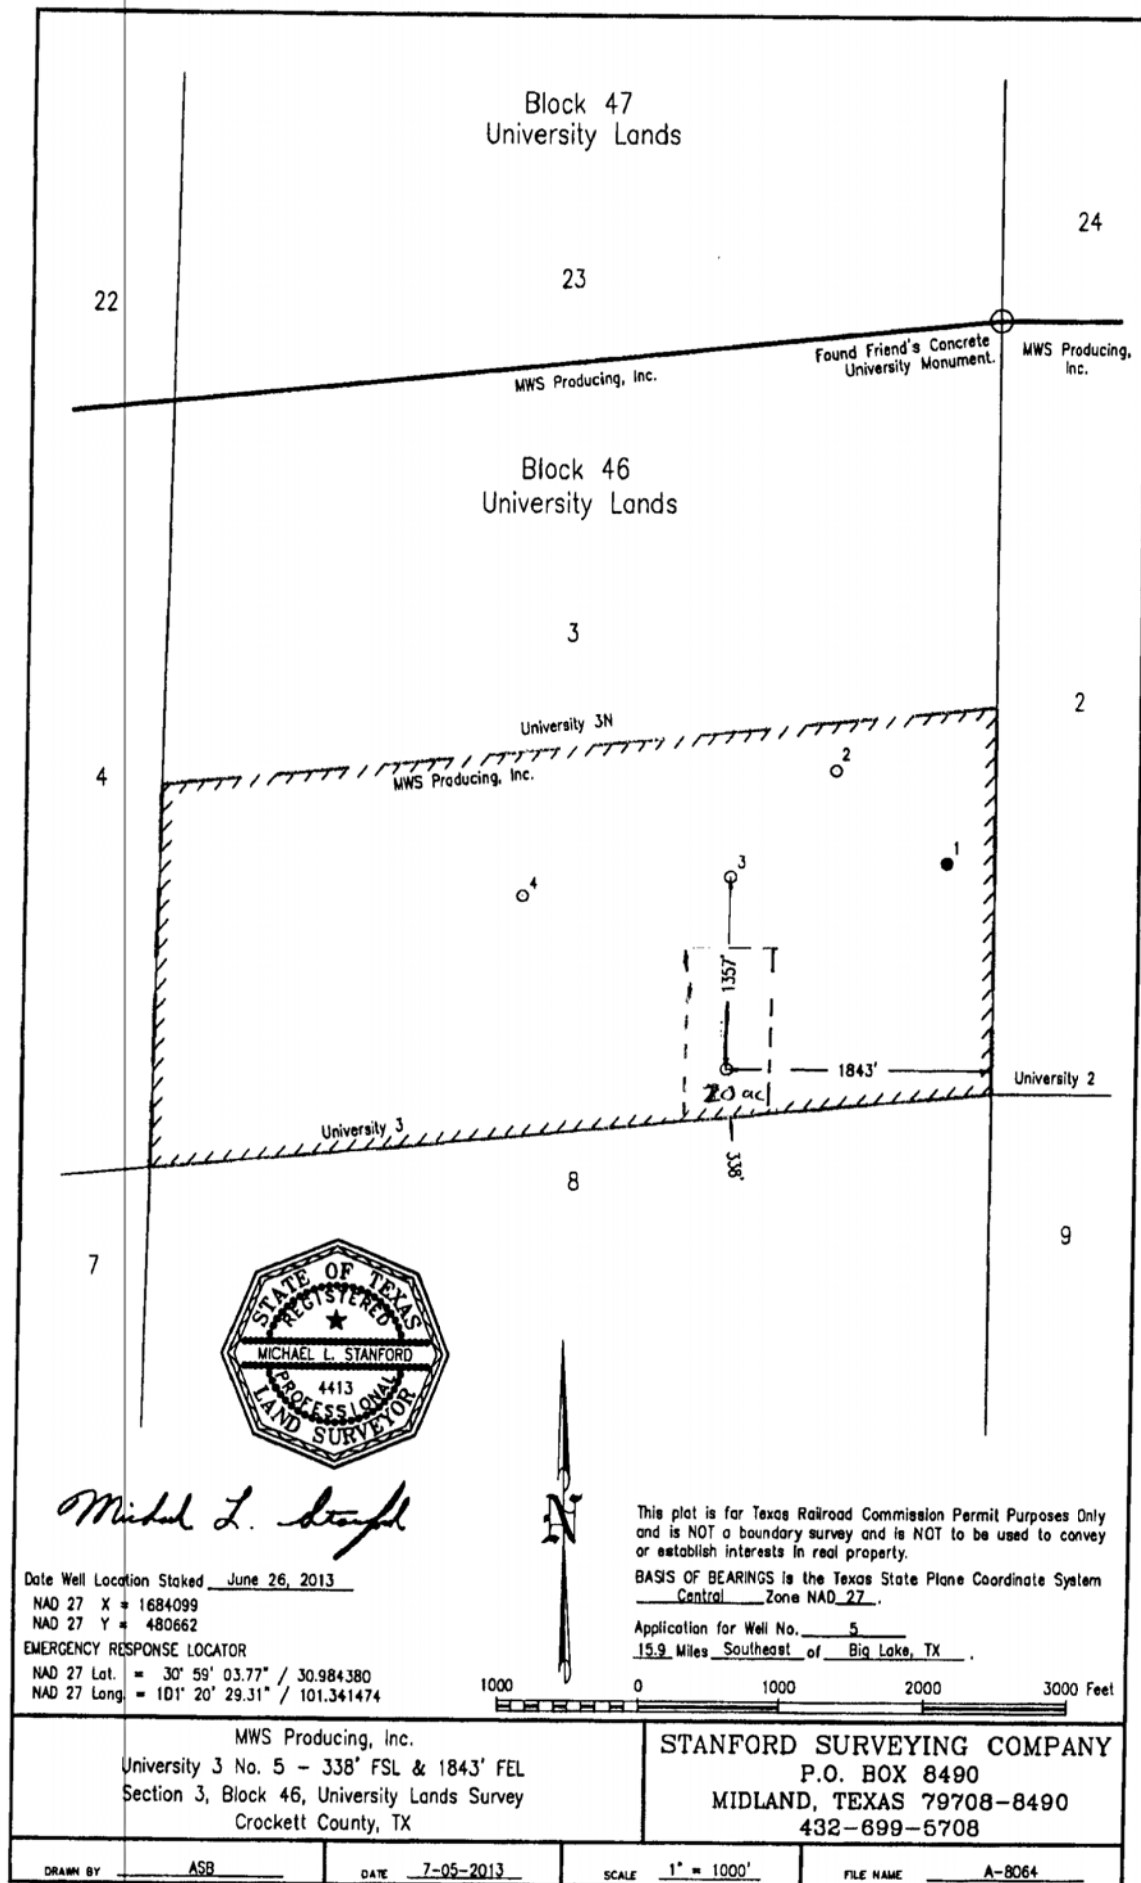 Block 47
University Lands
24
23
22
Found Friend's Concrete
University Monument.
MWS Producing,
Inc.
MWS Producing, Inc.
Block 46
University Lands
3
2
University 3N
4
MWS Producing, Inc.
2
1
3
4
1357'
1843'
20 ac
University 2
University 3
338'
8
9
7
STATE OF TEXAS
REGISTERED
MICHAEL L. STANFORD
4413
PROFESSIONAL
LAND SURVEYOR
Michael L. Stanford
N
This plat is for Texas Railroad Commission Permit Purposes Only
and is NOT a boundary survey and is NOT to be used to convey
or establish interests in real property.
BASIS OF BEARINGS is the Texas State Plane Coordinate System
Central Zone NAD 27.
Application for Well No. 5
15.9 Miles Southeast of Big Lake, TX .
Date Well Location Staked June 26, 2013
NAD 27 X = 1684099
NAD 27 Y = 480662
EMERGENCY RESPONSE LOCATOR
NAD 27 Lat. = 30° 59' 03.77" / 30.984380
NAD 27 Long. = 101° 20' 29.31" / 101.341474
1000 0 1000 2000 3000 Feet
MWS Producing, Inc.
University 3 No. 5 - 338' FSL & 1843' FEL
Section 3, Block 46, University Lands Survey
Crockett County, TX
STANFORD SURVEYING COMPANY
P.O. BOX 8490
MIDLAND, TEXAS 79708-8490
432-699-5708
DRAWN BY ASB
DATE 7-05-2013
SCALE 1" = 1000'
FILE NAME A-8064